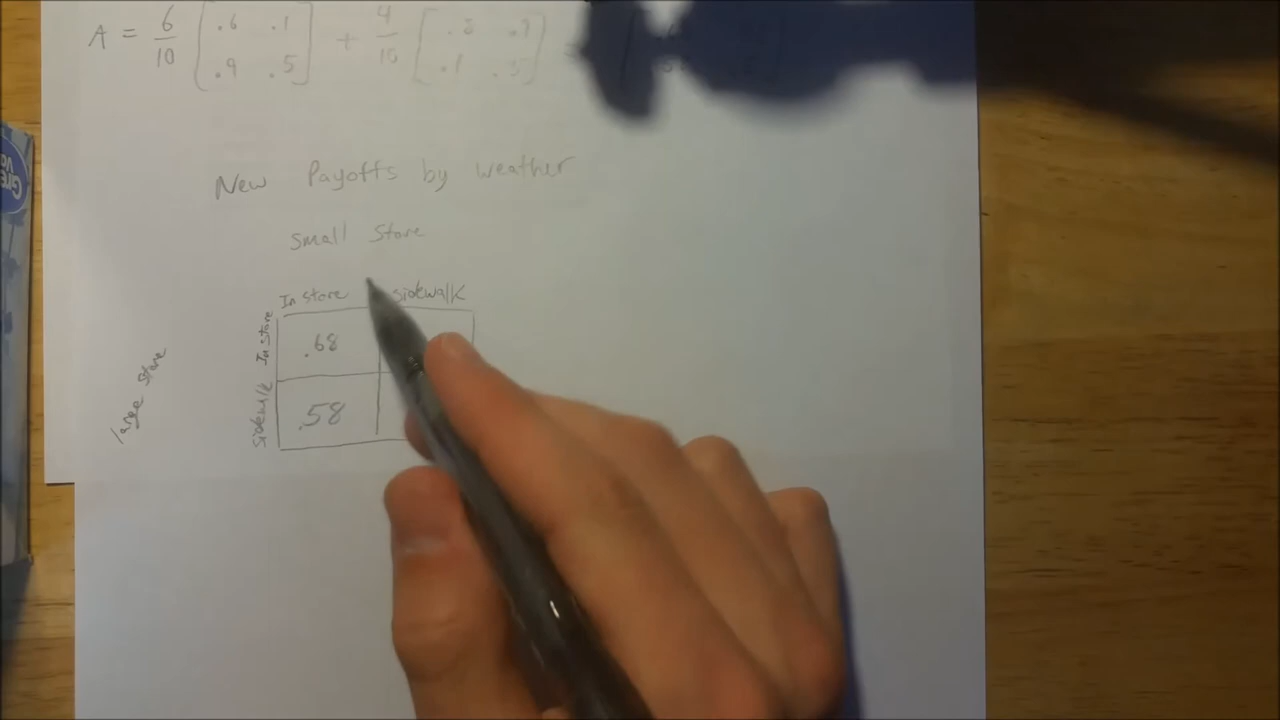 A = 6/10 [.6 .1 .9 .5] + 4/10
New Payoffs by weather
Small Store
In store sidewalk
In store .68
Sidewalk .58
large store